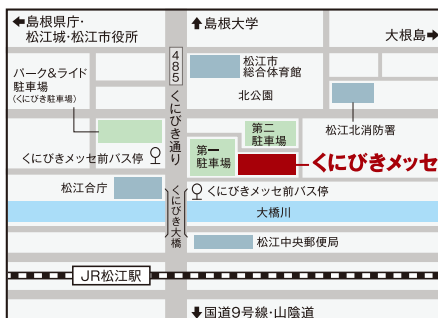 ←島根県庁・
松江城・松江市役所
↑島根大学
大根島→
485
くにびき通り
松江市
総合体育館
北公園
パーク&ライド
駐車場
(くにびき駐車場)
松江北消防署
第二
駐車場
第一
駐車場
くにびきメッセ
くにびきメッセ前バス停
松江合庁
くにびき大橋
くにびきメッセ前バス停
大橋川
松江中央郵便局
JR松江駅
↓国道9号線・山陰道